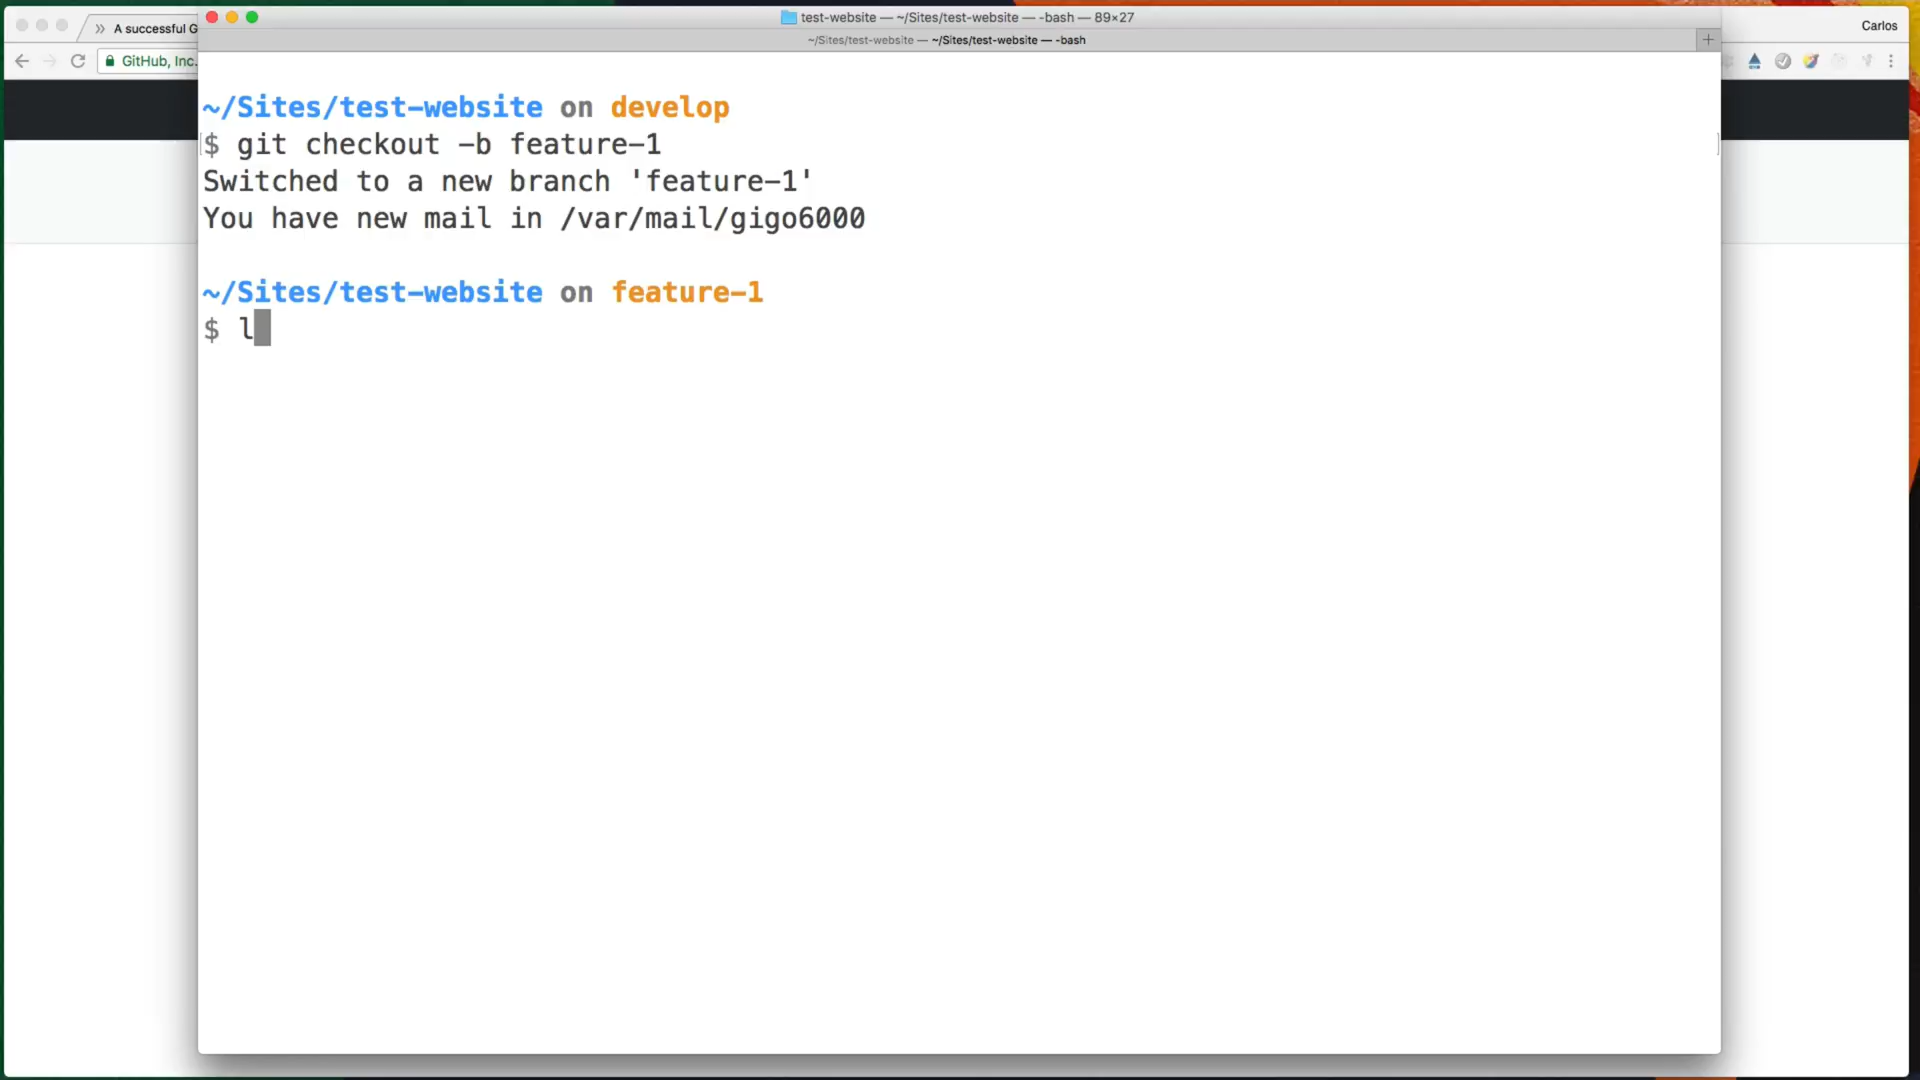 test-website — ~/Sites/test-website — -bash — 89×27
Carlos
» A successful G
~/Sites/test-website — ~/Sites/test-website — -bash
GitHub, Inc.
~/Sites/test-website on develop
$ git checkout -b feature-1
Switched to a new branch 'feature-1'
You have new mail in /var/mail/gigo6000
~/Sites/test-website on feature-1
$ l